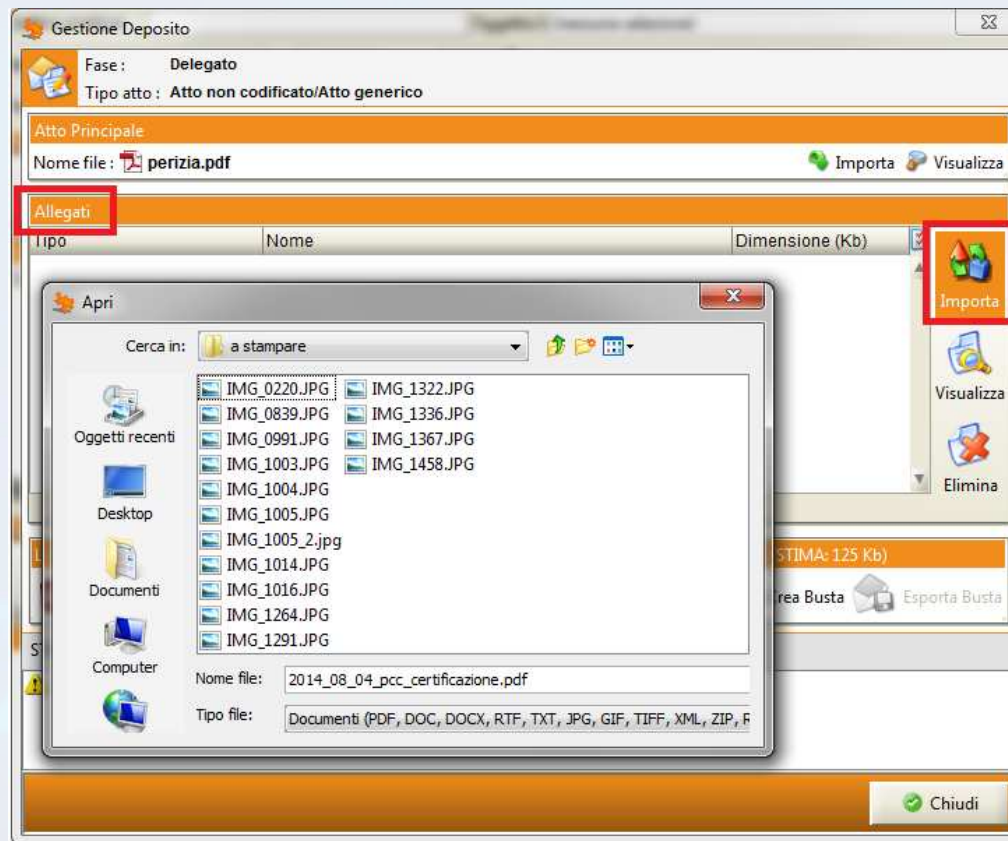 Gestione Deposito
Fase : Delegato
Tipo atto : Atto non codificato/Atto generico
Atto Principale
Nome file : perizia.pdf Importa Visualizza
Allegati
Tipo Nome Dimensione (Kb)
Importa
Visualizza
Elimina
Apri
Cerca in: a stampare
Oggetti recenti
Desktop
Documenti
Computer
IMG_0220.JPG IMG_1322.JPG
IMG_0839.JPG IMG_1336.JPG
IMG_0991.JPG IMG_1367.JPG
IMG_1003.JPG IMG_1458.JPG
IMG_1004.JPG
IMG_1005.JPG
IMG_1005_2.jpg
IMG_1014.JPG
IMG_1016.JPG
IMG_1264.JPG
IMG_1291.JPG
Nome file: 2014_08_04_pcc_certificazione.pdf
Tipo file: Documenti (PDF, DOC, DOCX, RTF, TXT, JPG, GIF, TIFF, XML, ZIP, R
STIMA: 125 Kb)
rea Busta Esporta Busta
Chiudi